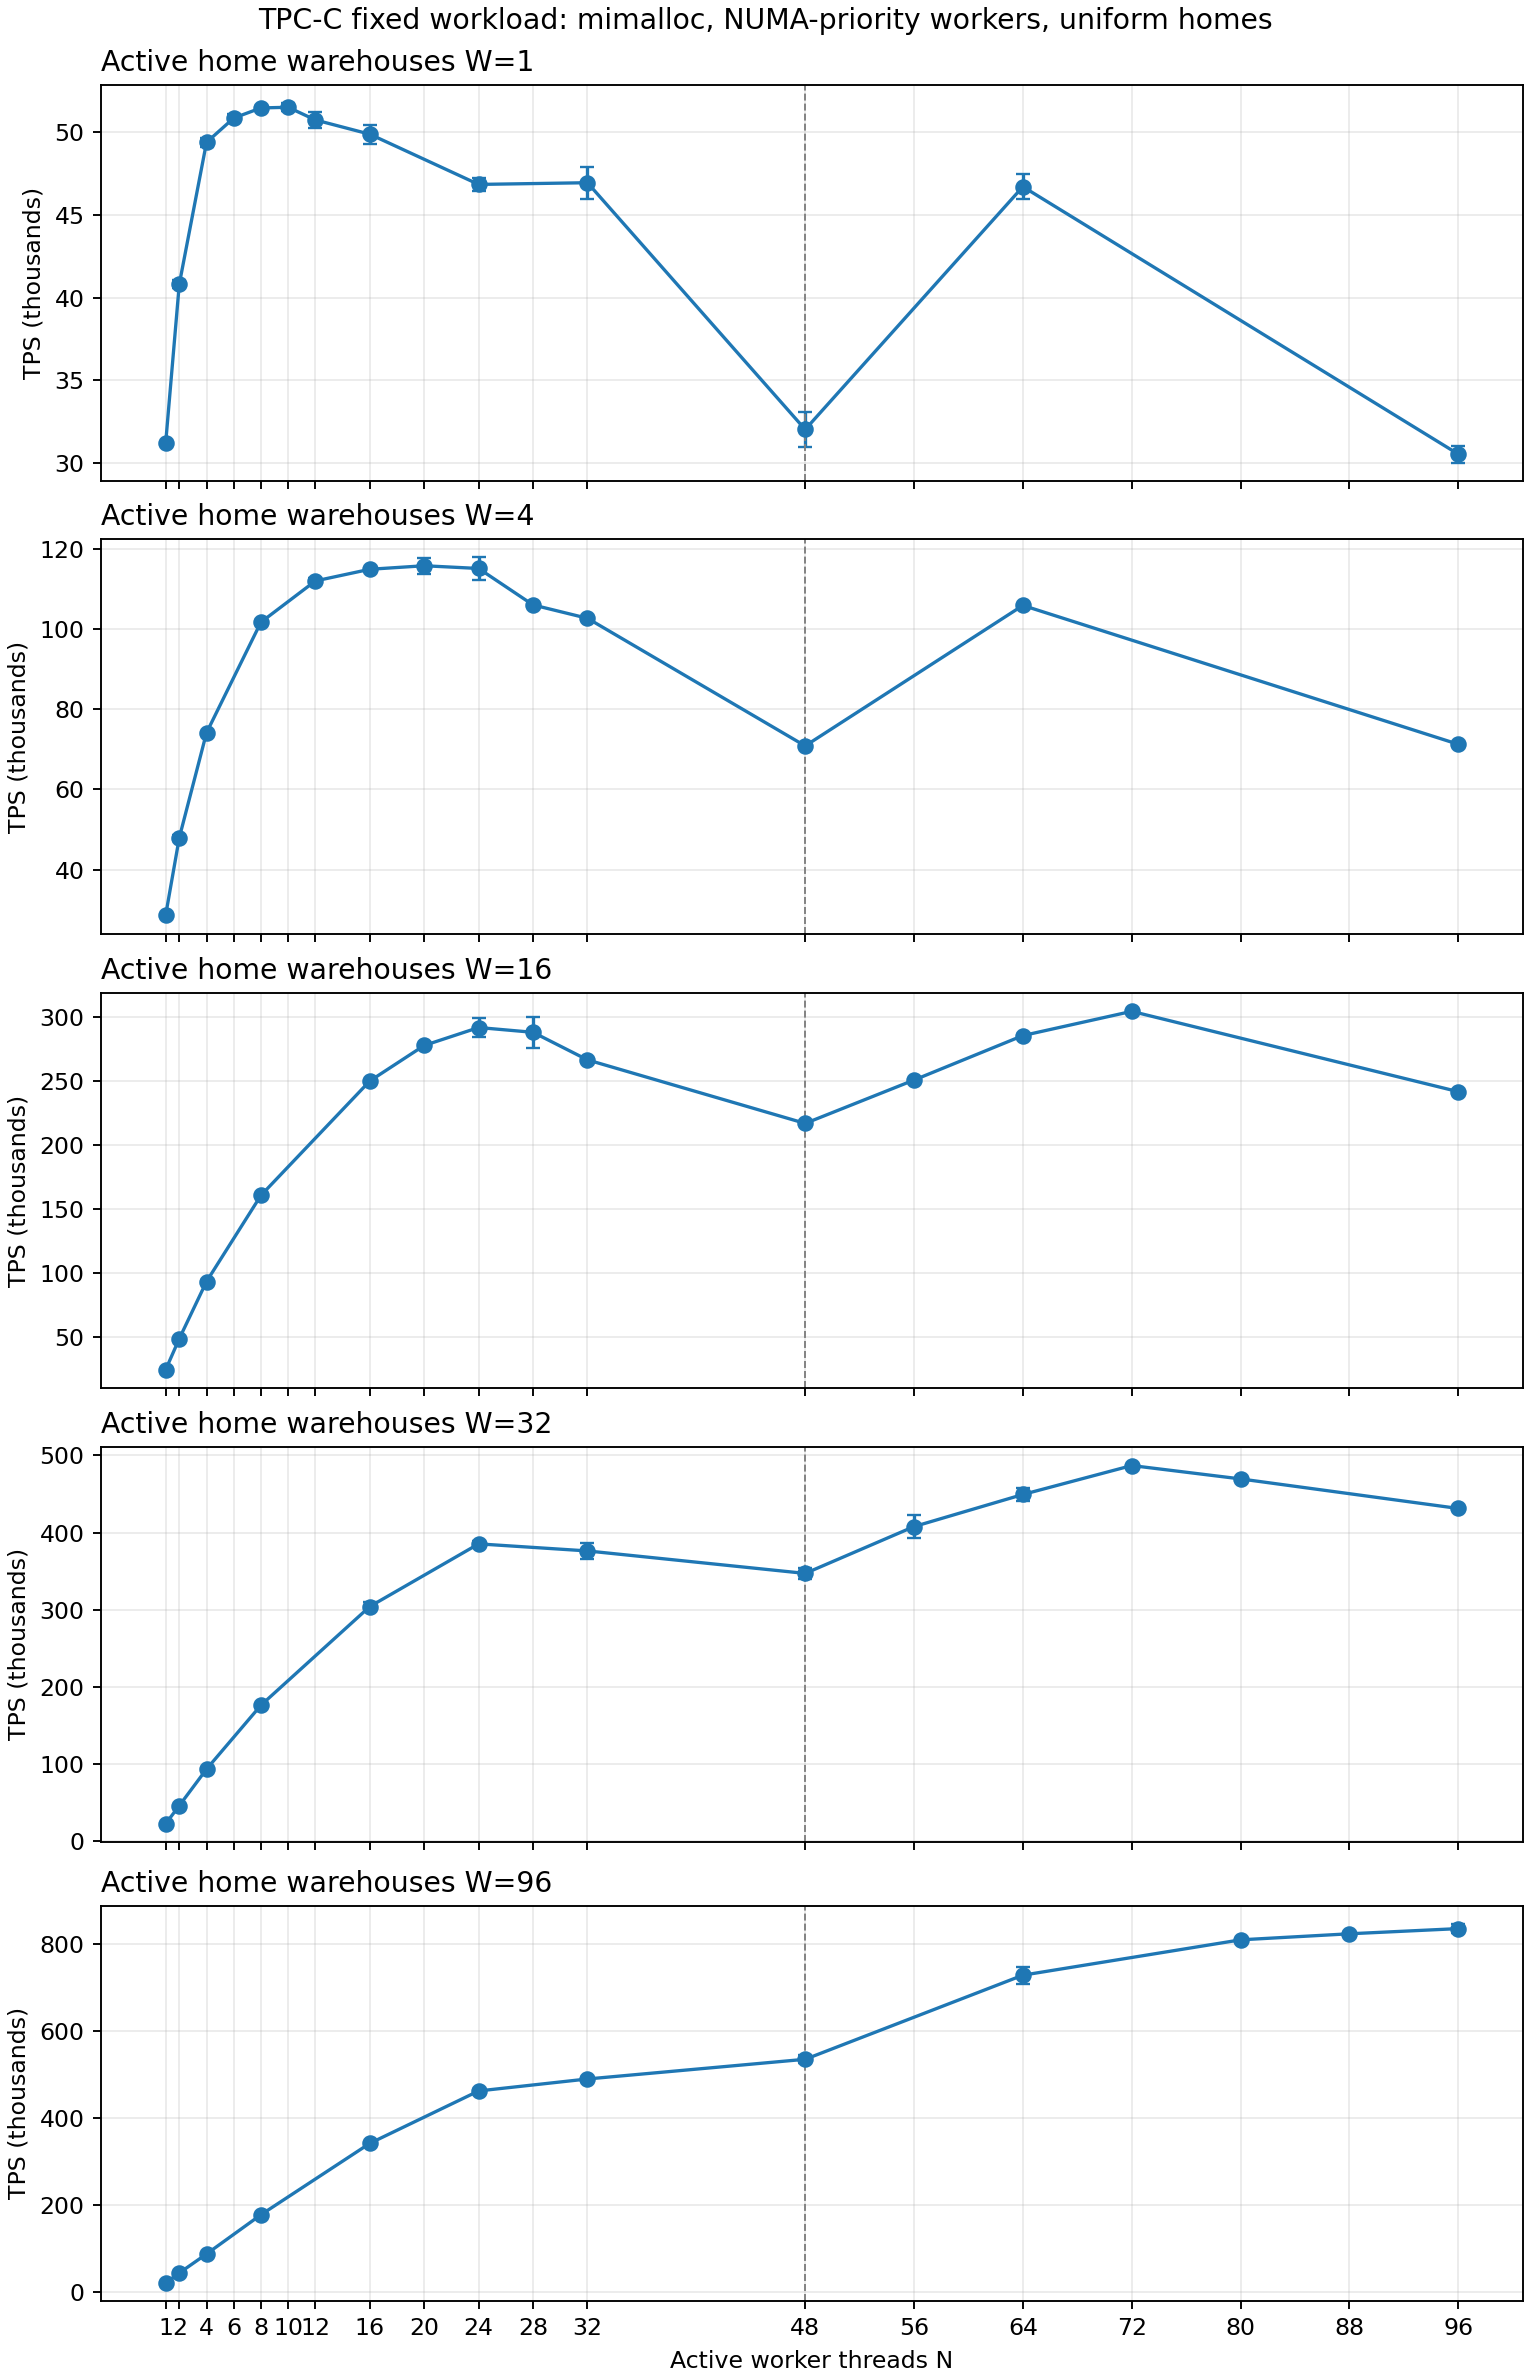 TPC-C fixed workload: mimalloc, NUMA-priority workers, uniform homes
Active home warehouses W=1
TPS (thousands)
50
45
40
35
30
Active home warehouses W=4
TPS (thousands)
120
100
80
60
40
Active home warehouses W=16
TPS (thousands)
300
250
200
150
100
50
Active home warehouses W=32
TPS (thousands)
500
400
300
200
100
0
Active home warehouses W=96
TPS (thousands)
800
600
400
200
0
1 2 4 6 8 10 12 16 20 24 28 32 48 56 64 72 80 88 96
Active worker threads N